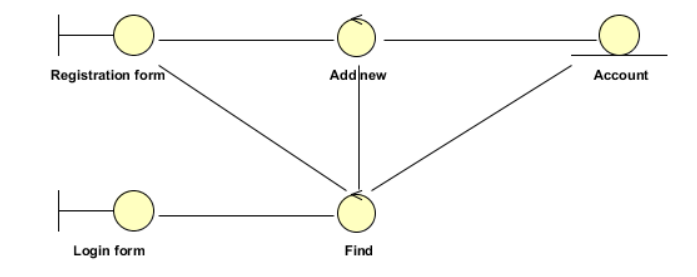 Registration form
Add new
Account
Login form
Find